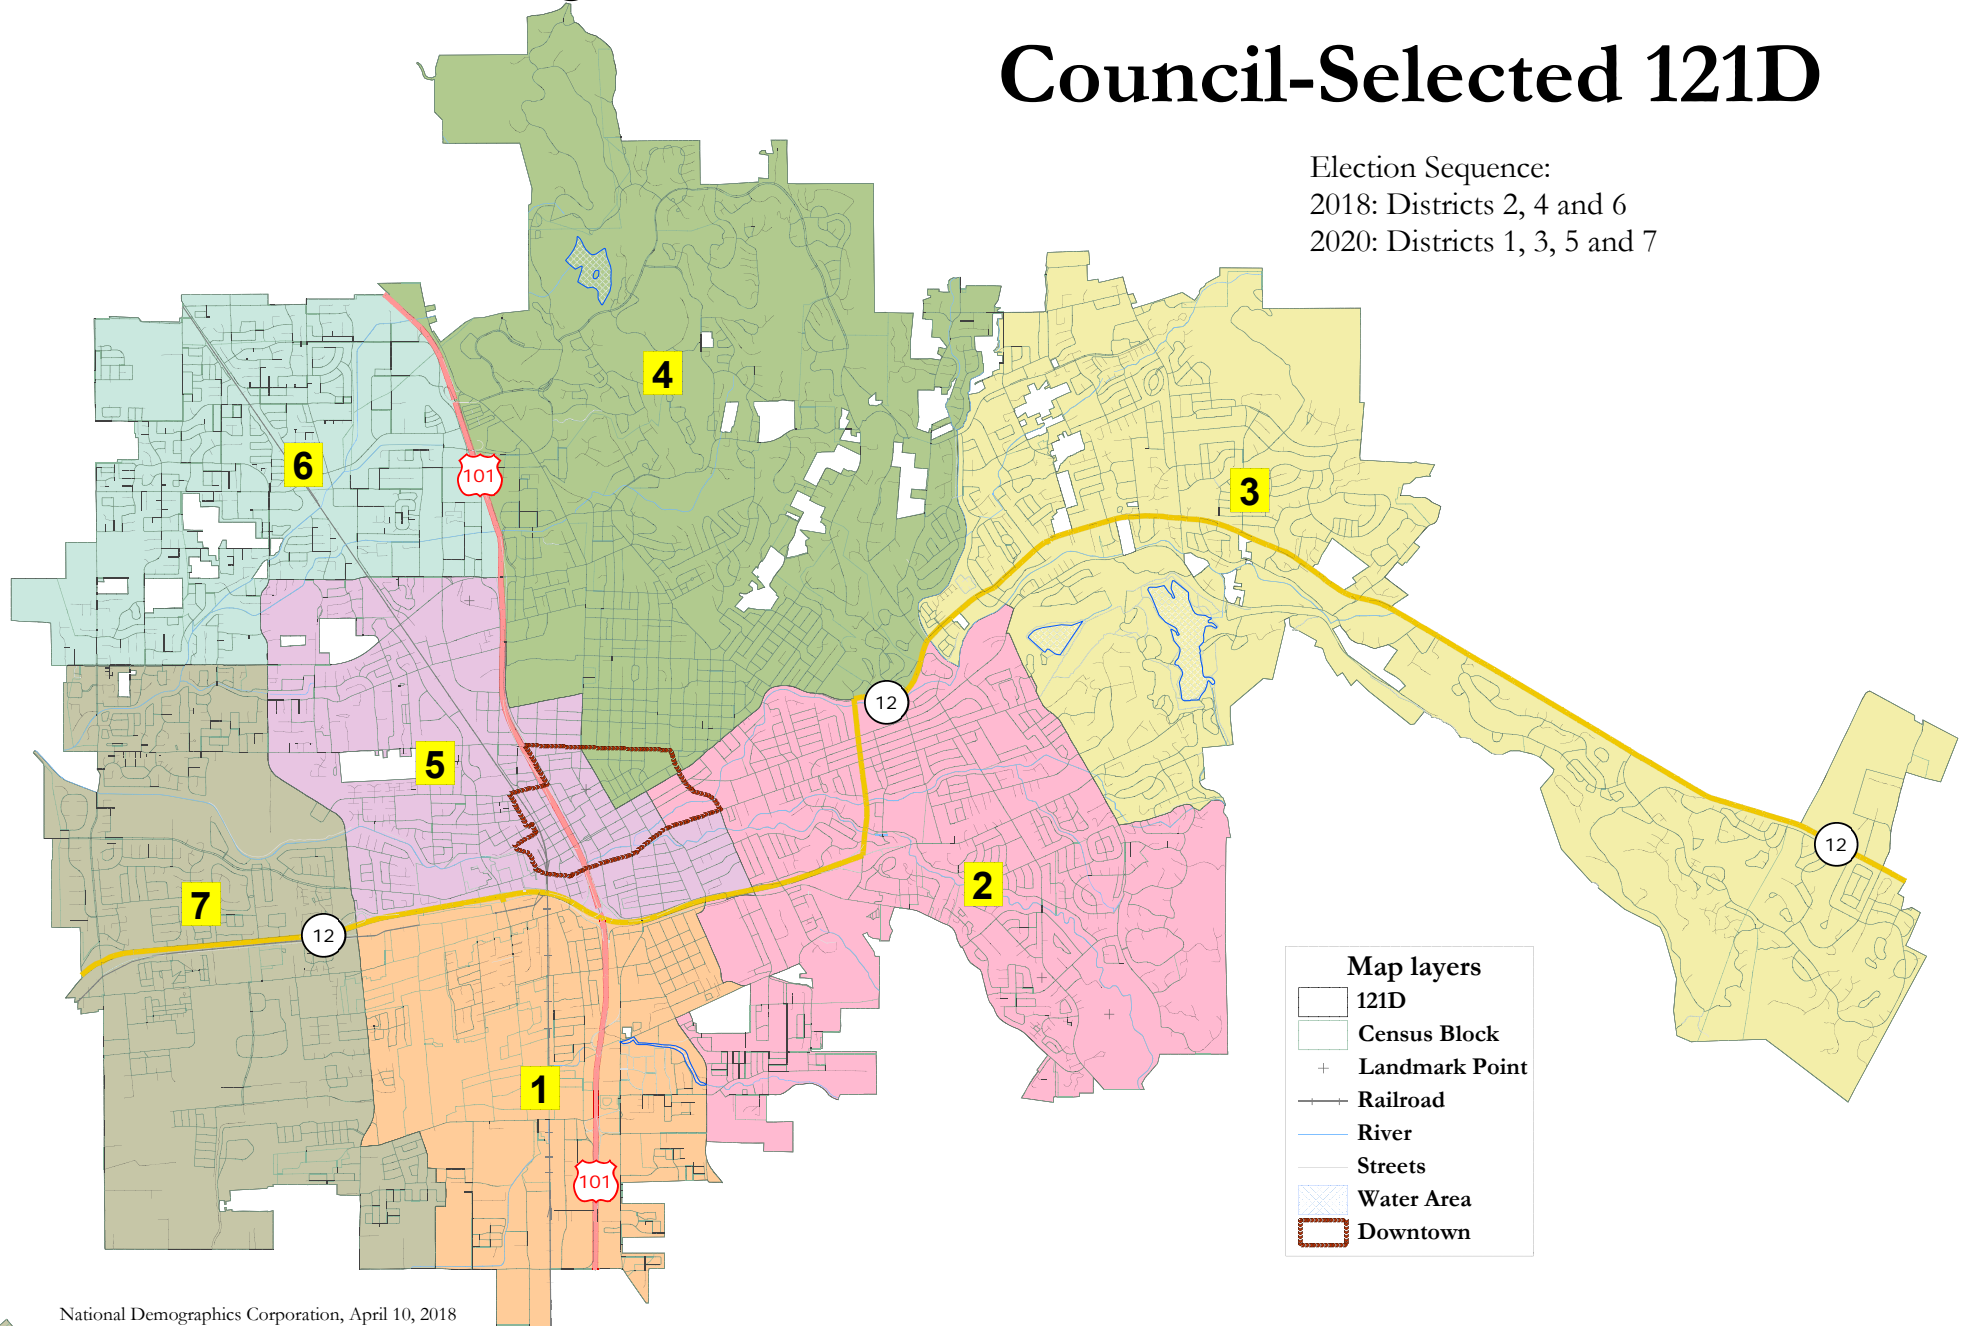 Council-Selected 121D
Election Sequence:
2018: Districts 2, 4 and 6
2020: Districts 1, 3, 5 and 7
4
6
101
3
12
5
2
7
12
12
1
101
Map layers
121D
Census Block
Landmark Point
Railroad
River
Streets
Water Area
Downtown
National Demographics Corporation, April 10, 2018